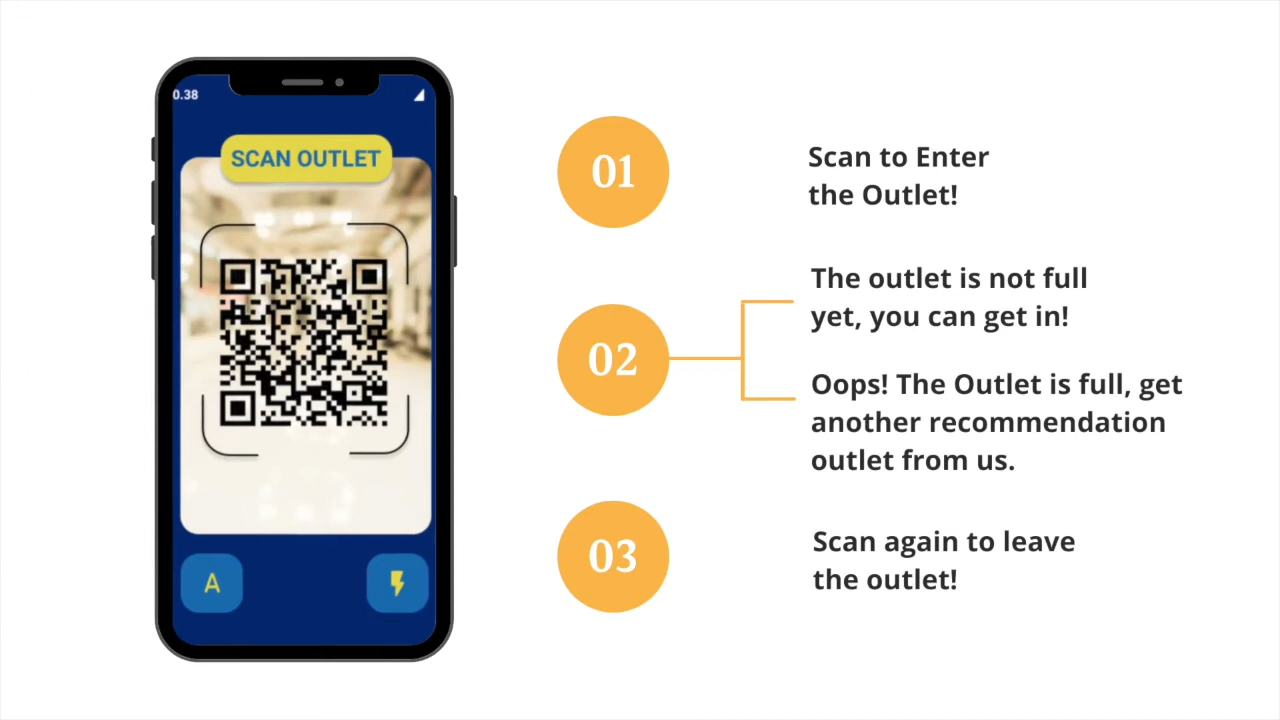 0.38
SCAN OUTLET
A
01
Scan to Enter
the Outlet!
02
The outlet is not full
yet, you can get in!
Oops! The Outlet is full, get
another recommendation
outlet from us.
03
Scan again to leave
the outlet!